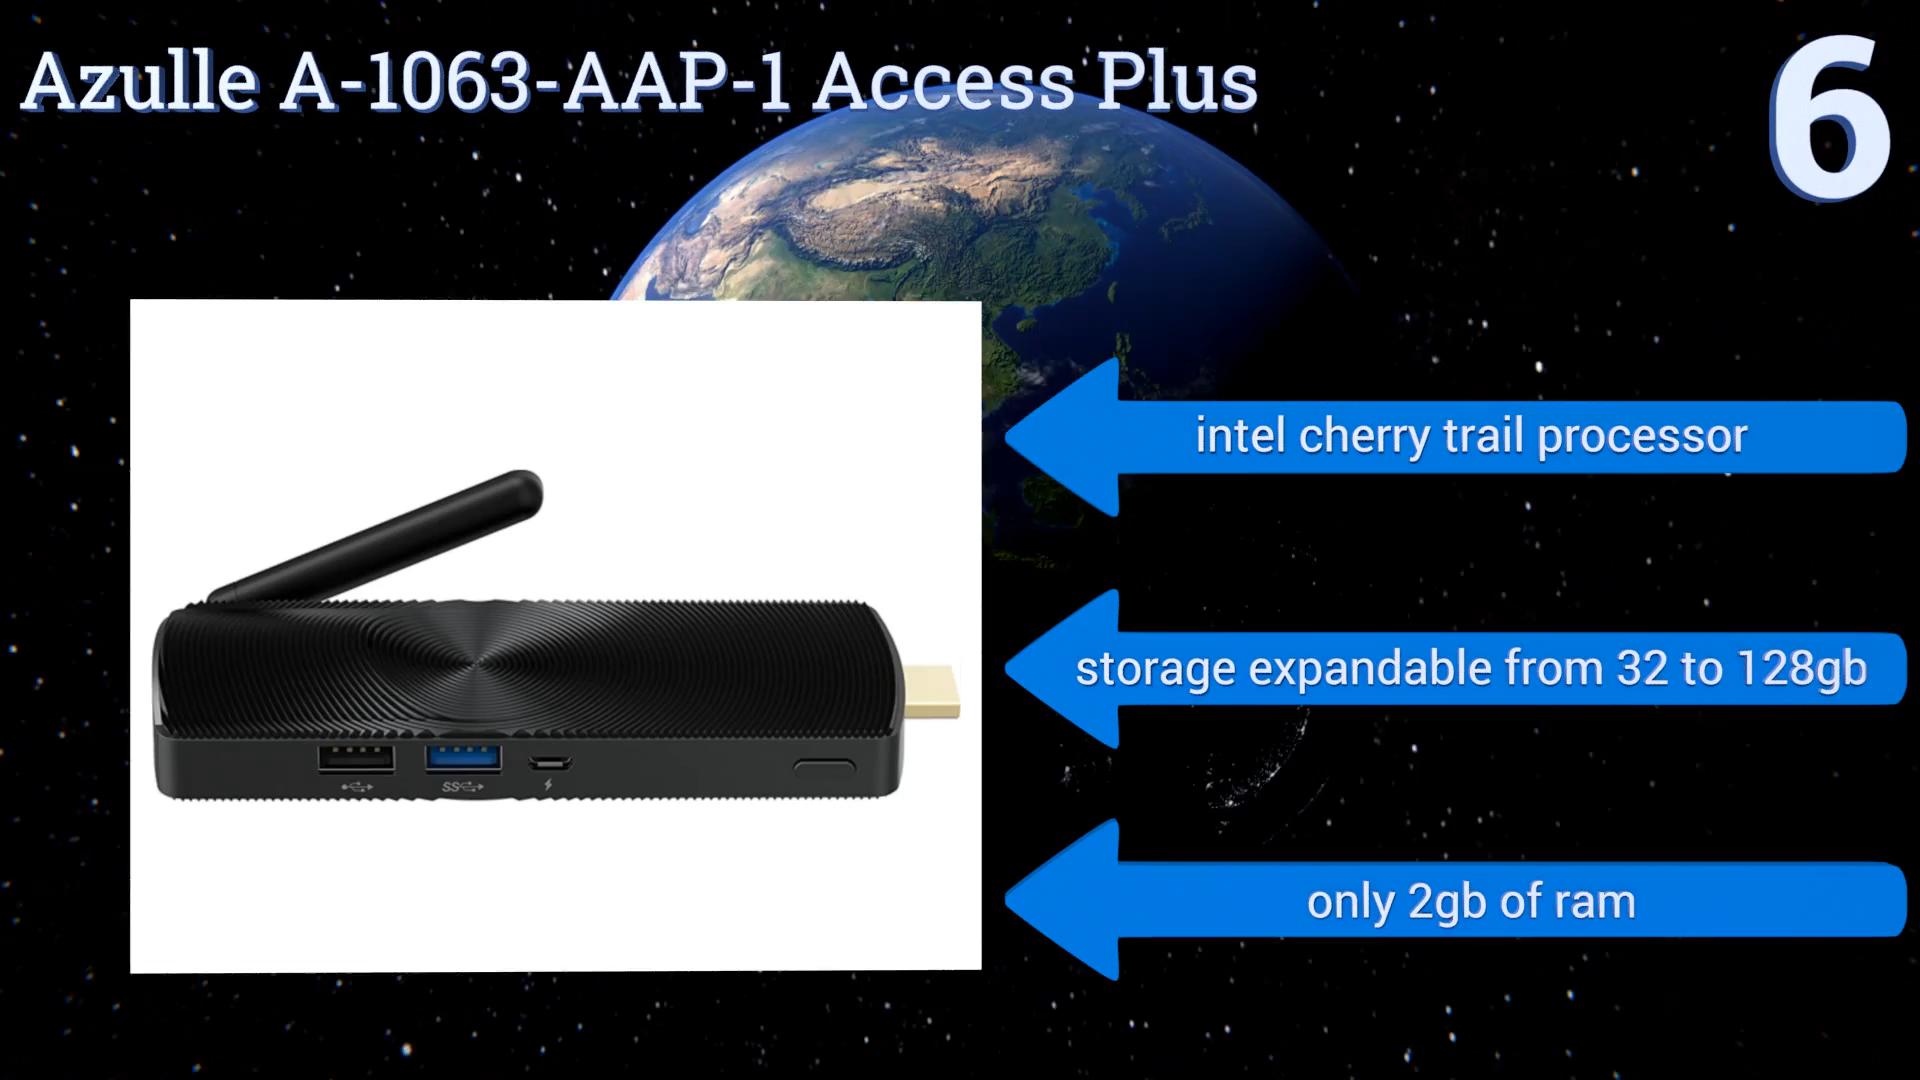 Azulle A-1063-AAP-1 Access Plus
6
intel cherry trail processor
storage expandable from 32 to 128gb
only 2gb of ram
SS